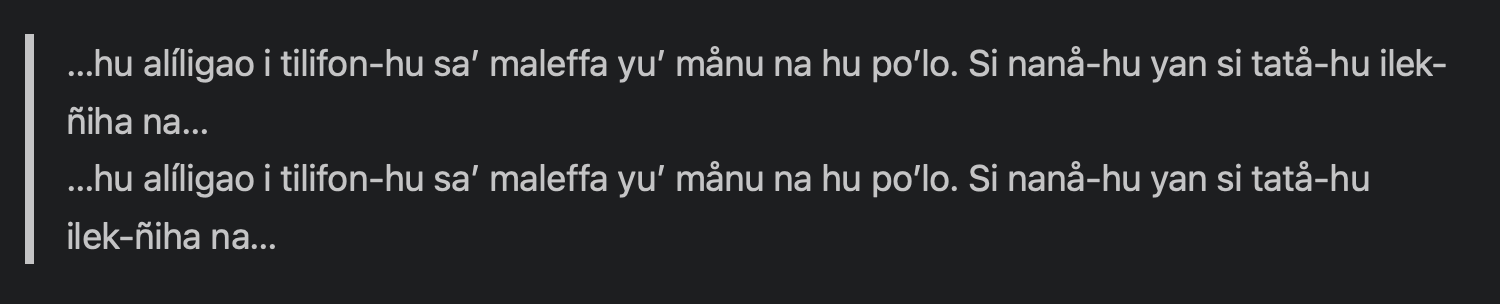 ...hu alíligao i tilifon-hu sa’ maleffa yu’ månu na hu po’lo. Si nanå-hu yan si tatå-hu ilek-
ñiha na...
...hu alíligao i tilifon-hu sa’ maleffa yu’ månu na hu po’lo. Si nanå-hu yan si tatå-hu
ilek-ñiha na...